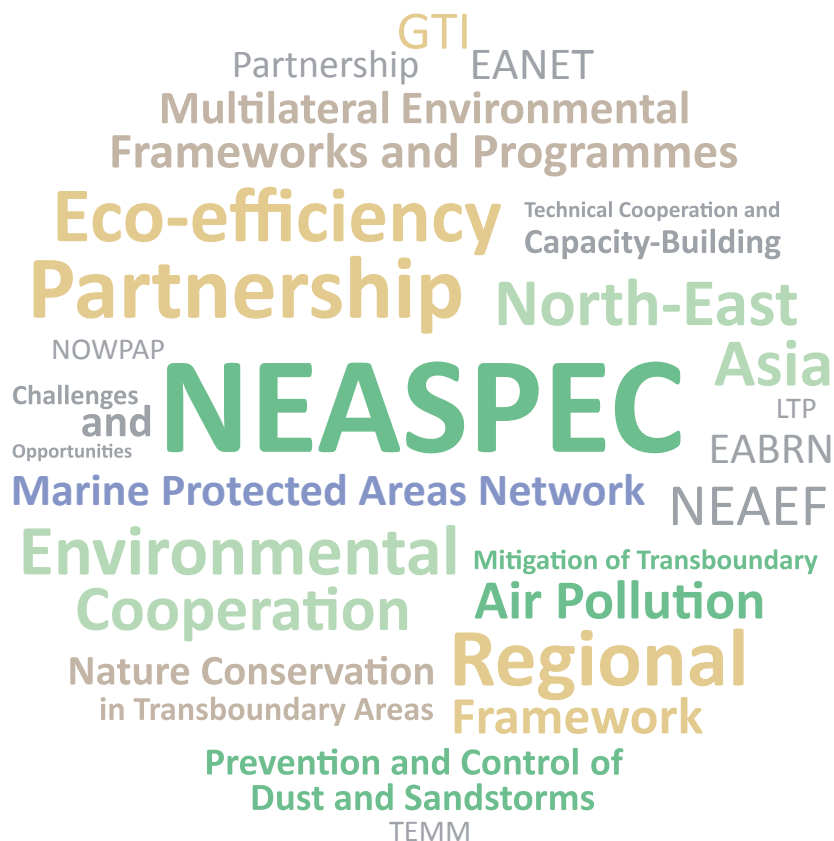 GTI
Partnership EANET
Multilateral Environmental
Frameworks and Programmes
Eco-efficiency
Partnership
Technical Cooperation and
Capacity-Building
North-East
Asia
NOWPAP
NEASPEC
Challenges
and
Opportunities
LTP
EABRN
Marine Protected Areas Network
NEAEF
Environmental
Cooperation
Mitigation of Transboundary
Air Pollution
Nature Conservation
in Transboundary Areas
Regional
Framework
Prevention and Control of
Dust and Sandstorms
TEMM